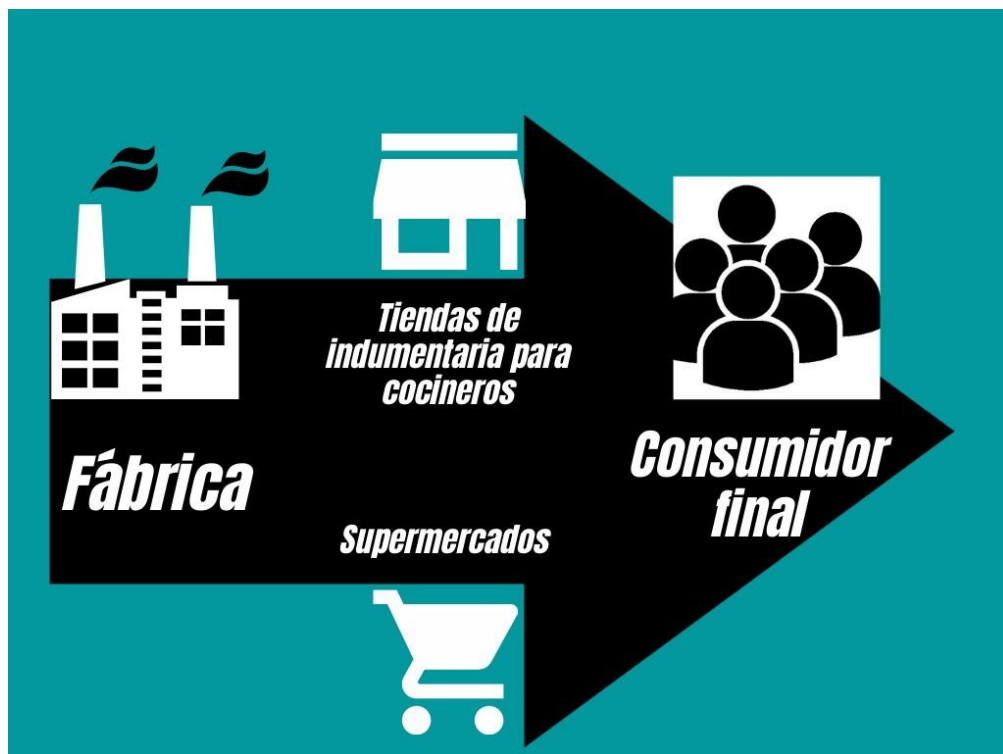 Tiendas de
indumentaria para
cocineros
Fábrica
Consumidor
final
Supermercados